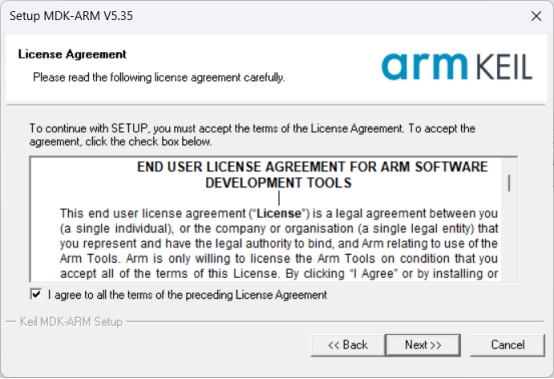 Setup MDK-ARM V5.35
License Agreement
Please read the following license agreement carefully.
arm KEIL
To continue with SETUP, you must accept the terms of the License Agreement. To accept the
agreement, click the check box below.
END USER LICENSE AGREEMENT FOR ARM SOFTWARE
DEVELOPMENT TOOLS
This end user license agreement ("License") is a legal agreement between you
(a single individual), or the company or organisation (a single legal entity) that
you represent and have the legal authority to bind, and Arm relating to use of the
Arm Tools. Arm is only willing to license the Arm Tools on condition that you
accept all of the terms of this License. By clicking "I Agree" or by installing or
I agree to all the terms of the preceding License Agreement
Keil MDK-ARM Setup
<< Back
Next >>
Cancel